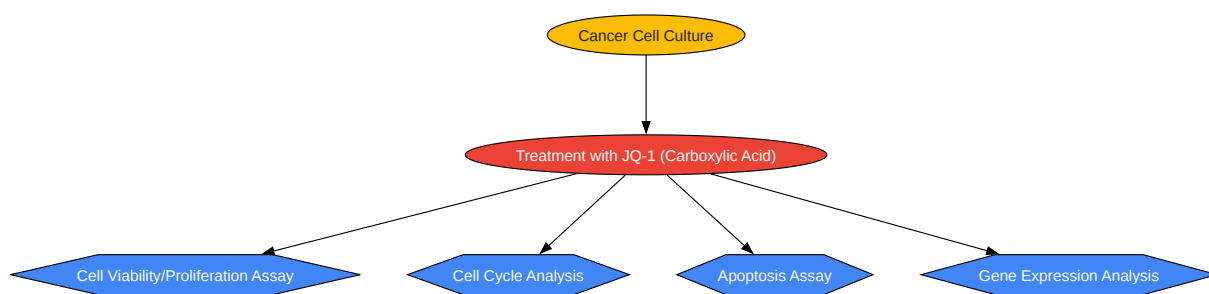 Cancer Cell Culture
Treatment with JQ-1 (Carboxylic Acid)
Cell Viability/Proliferation Assay
Cell Cycle Analysis
Apoptosis Assay
Gene Expression Analysis